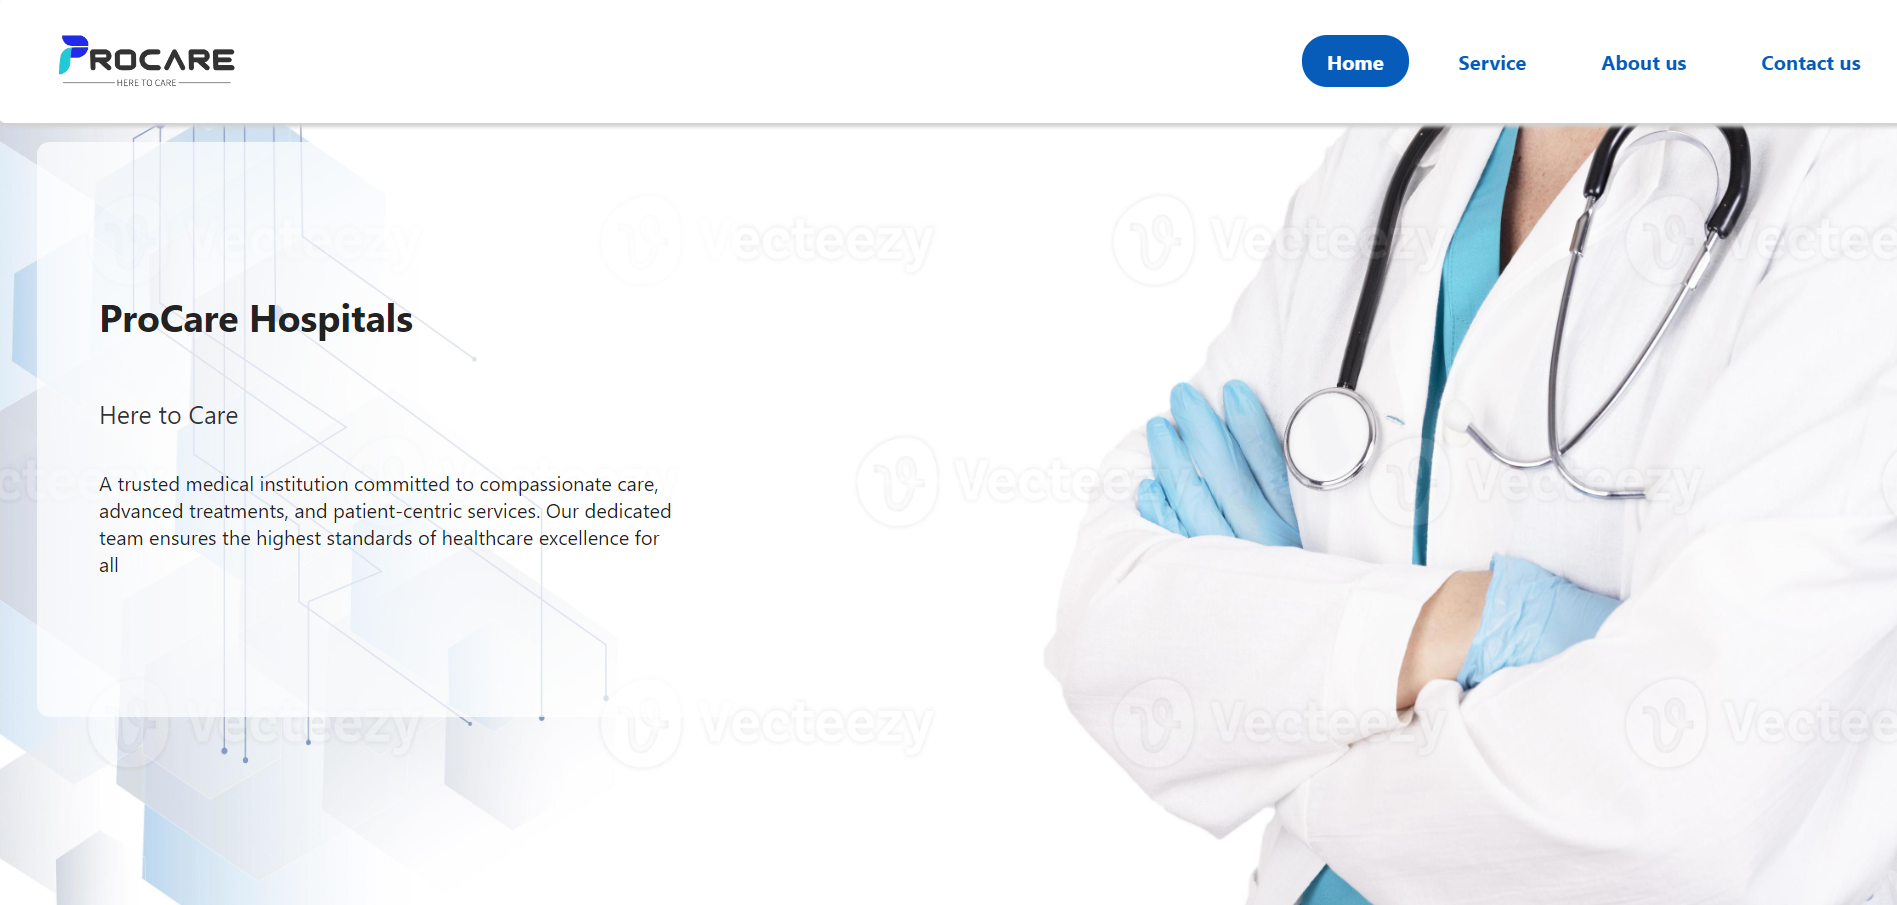 PROCARE
HERE TO CARE
Home
Service
About us
Contact us
ProCare Hospitals
Here to Care
A trusted medical institution committed to compassionate care,
advanced treatments, and patient-centric services. Our dedicated
team ensures the highest standards of healthcare excellence for
all
Vecteezy
Vecteezy
Vecteezy
Vecteezy
Vecteezy
Vecteezy
Vecteezy
Vecteezy
Vecteezy